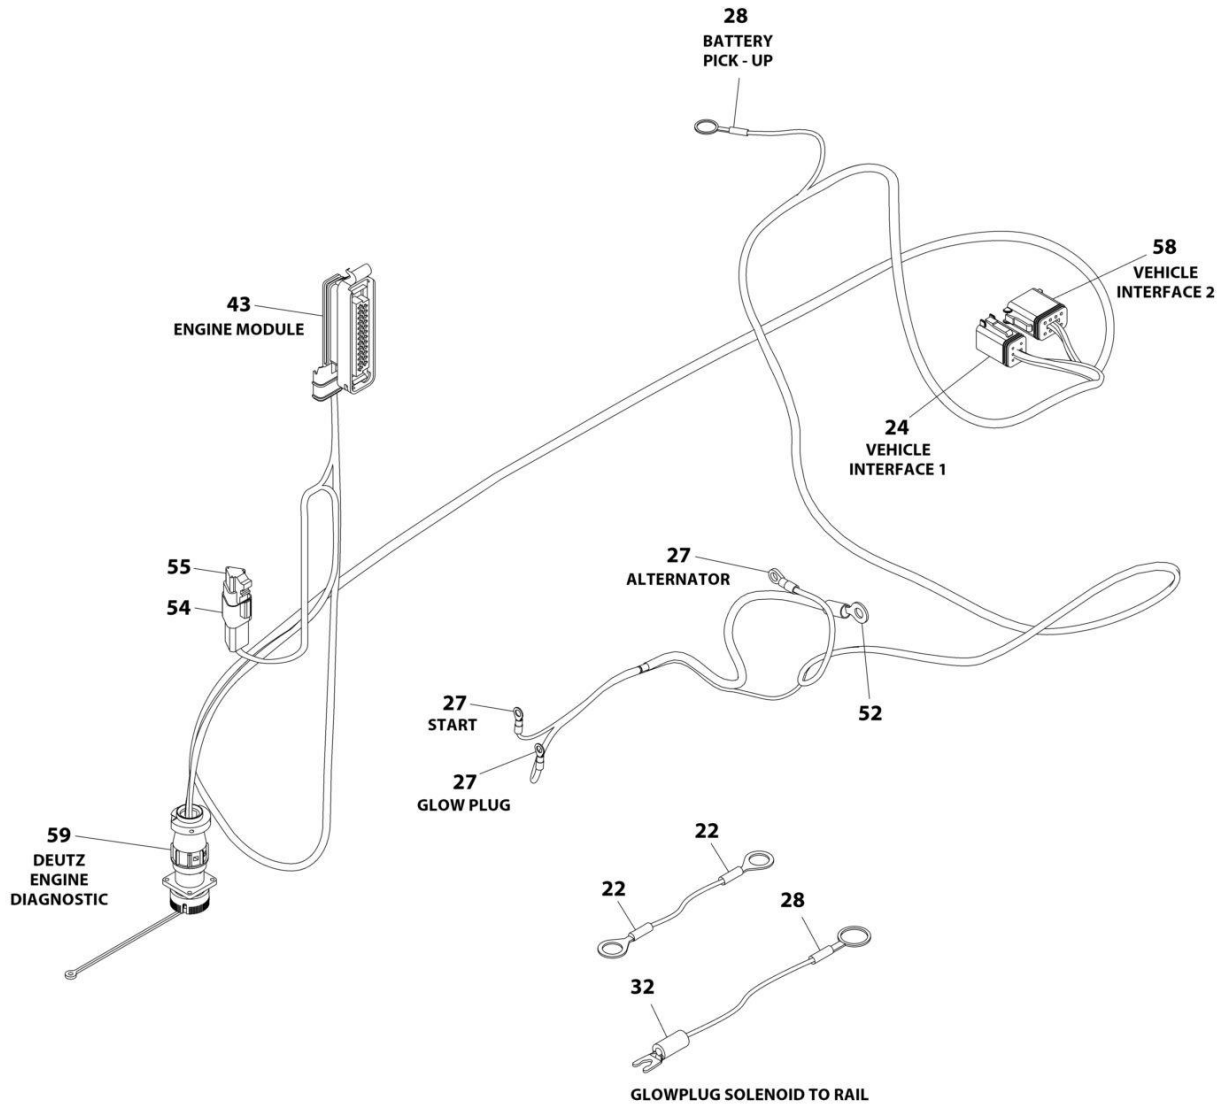 28
BATTERY
PICK - UP
58
VEHICLE
INTERFACE 2
43
ENGINE MODULE
24
VEHICLE
INTERFACE 1
55
54
27
ALTERNATOR
52
27
START
27
GLOW PLUG
59
DEUTZ
ENGINE
DIAGNOSTIC
22
22
28
32
GLOWPLUG SOLENOID TO RAIL